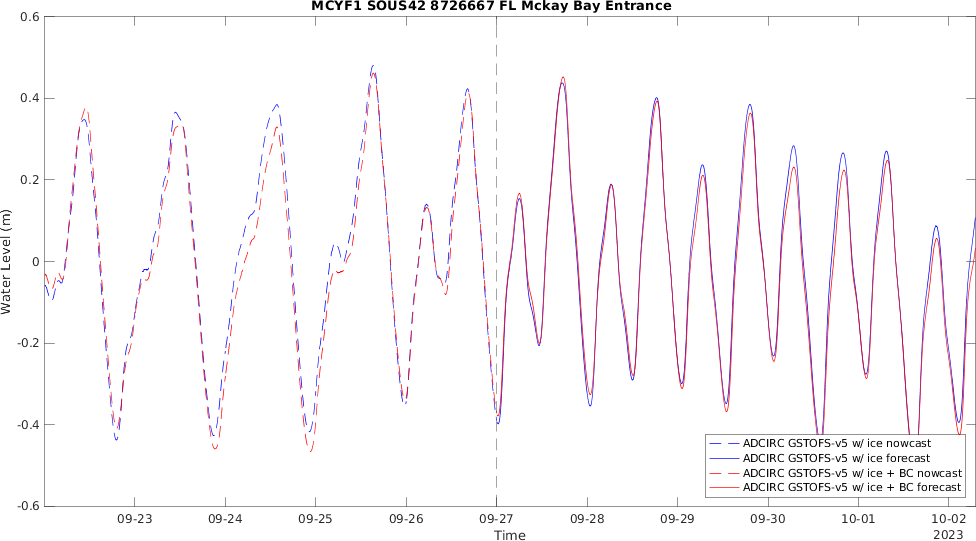 MCYF1 SOUS42 8726667 FL Mckay Bay Entrance
0.6
0.4
0.2
0
-0.2
-0.4
-0.6
Water Level (m)
09-23 09-24 09-25 09-26 09-27 09-28 09-29 09-30 10-01 10-02
Time
2023
ADCIRC GSTOFS-v5 w/ ice nowcast
ADCIRC GSTOFS-v5 w/ ice forecast
ADCIRC GSTOFS-v5 w/ ice + BC nowcast
ADCIRC GSTOFS-v5 w/ ice + BC forecast